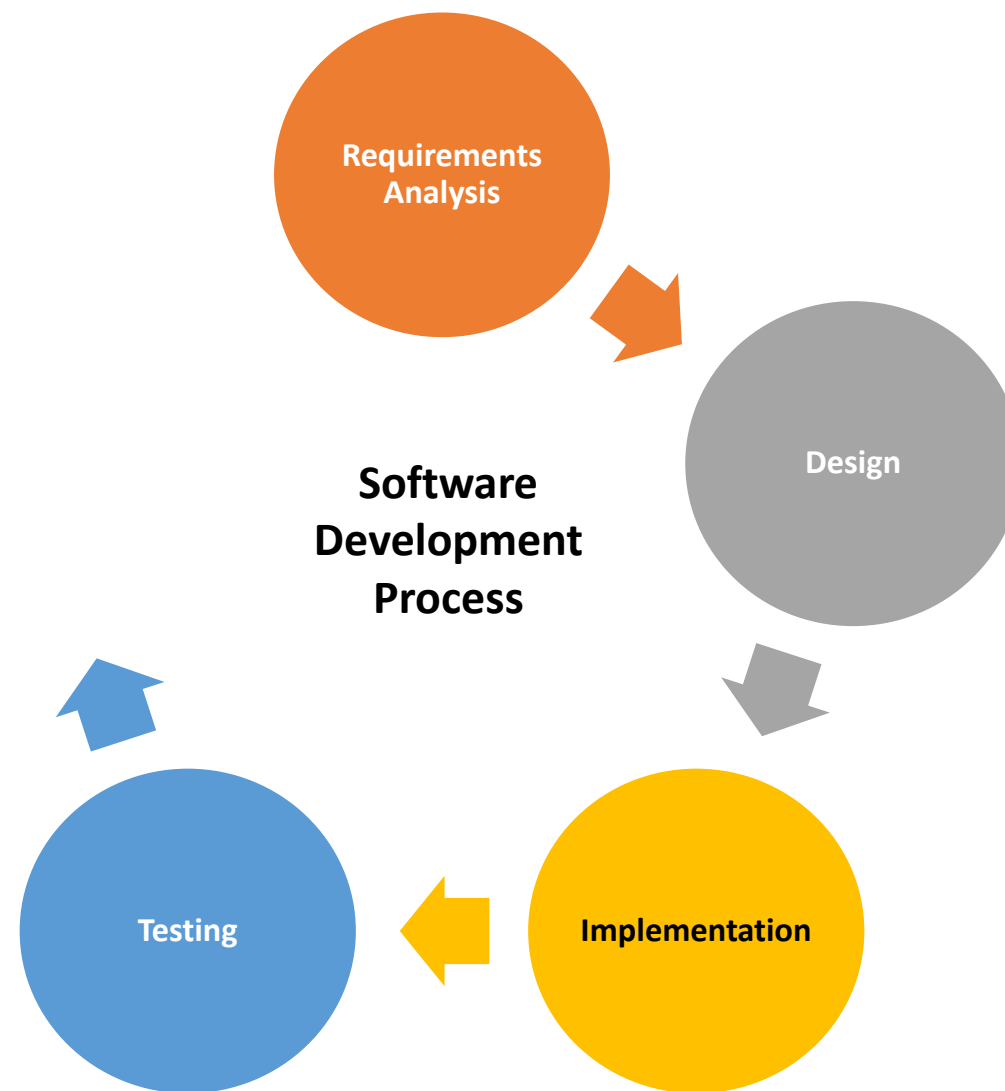 Requirements
Analysis
Design
Software
Development
Process
Testing
Implementation